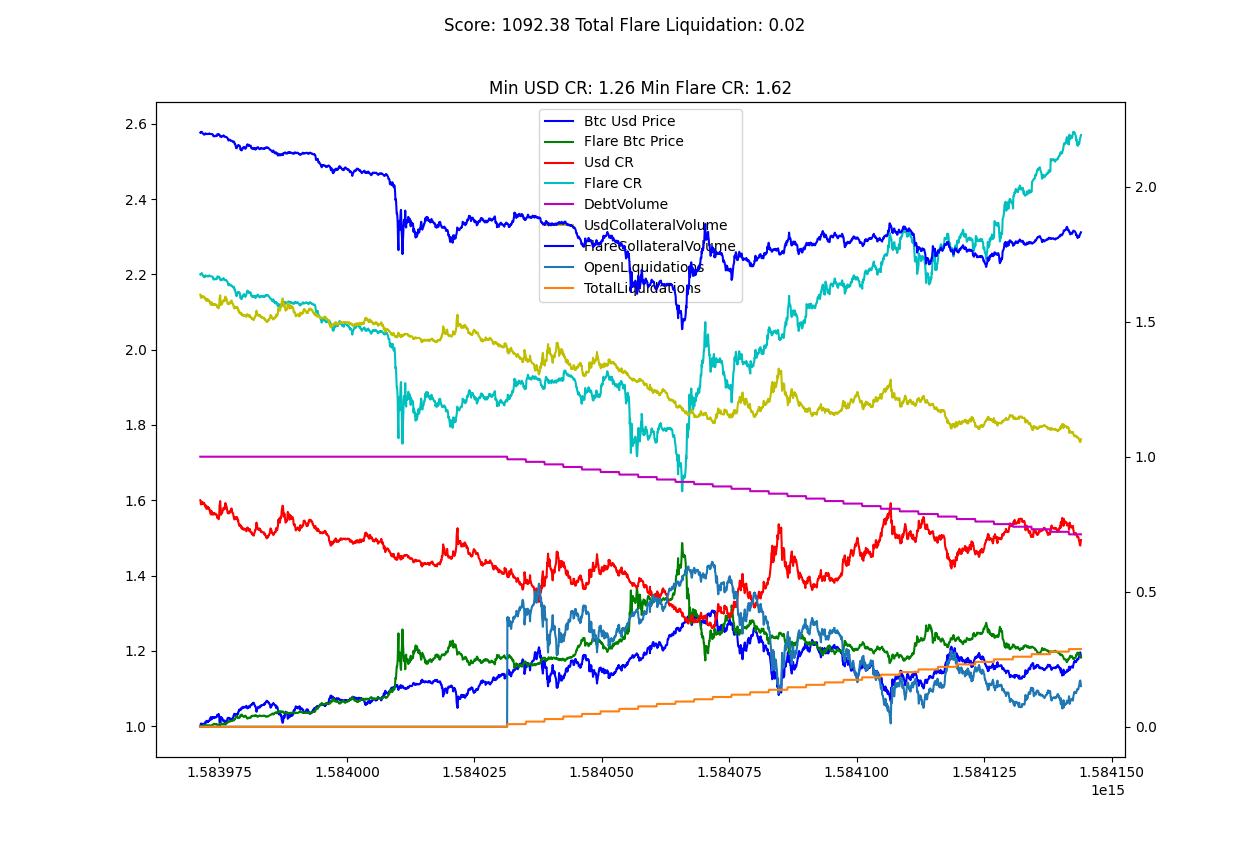 Score: 1092.38 Total Flare Liquidation: 0.02
Min USD CR: 1.26 Min Flare CR: 1.62
Btc Usd Price
Flare Btc Price
Usd CR
Flare CR
DebtVolume
UsdCollateralVolume
FlareCollateralVolume
OpenLiquidations
TotalLiquidations
2.6
2.4
2.2
2.0
1.8
1.6
1.4
1.2
1.0
2.0
1.5
1.0
0.5
0.0
1.583975 1.584000 1.584025 1.584050 1.584075 1.584100 1.584125 1.584150
1e15